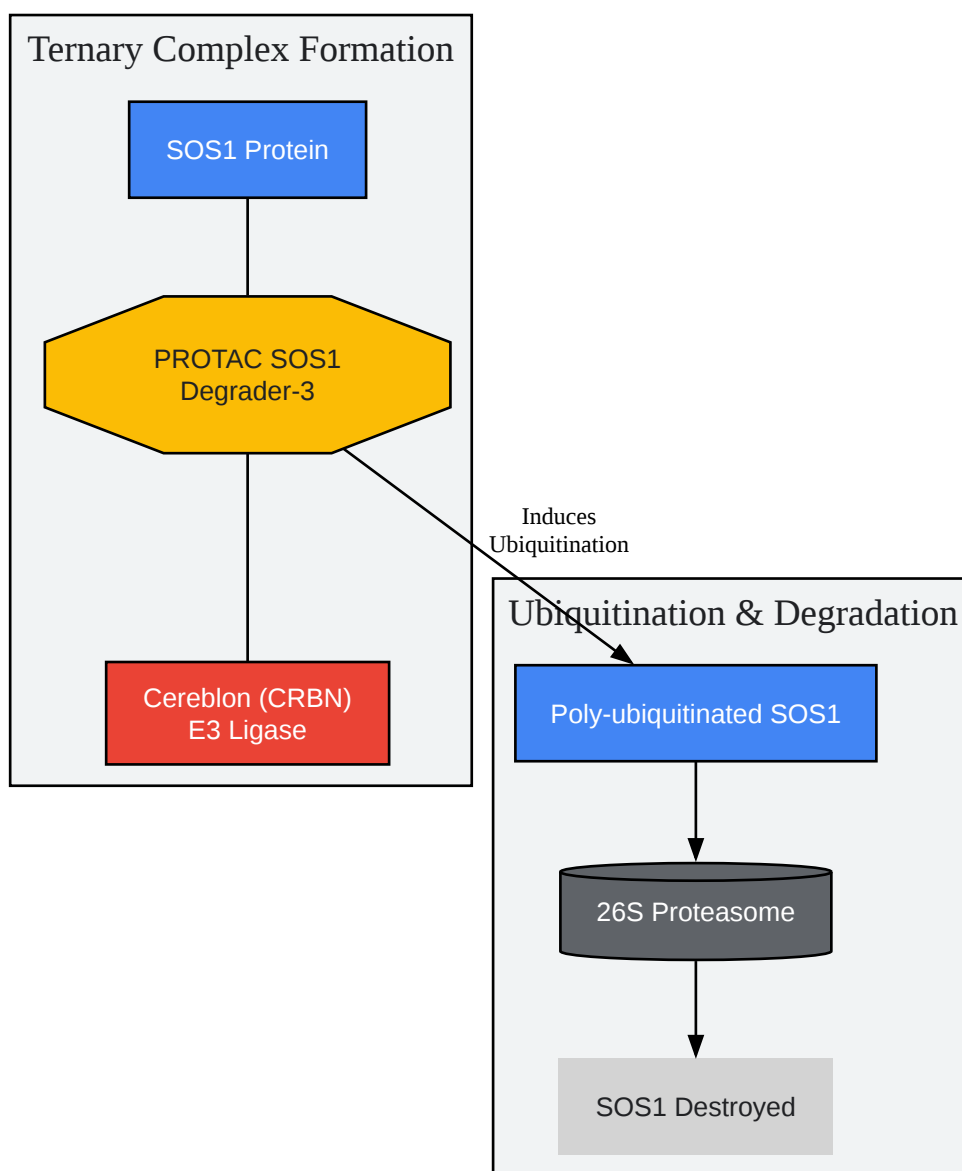 Ternary Complex Formation
SOS1 Protein
PROTAC SOS1
Degrader-3
Cereblon (CRBN)
E3 Ligase
Induces
Ubiquitination
Ubiquitination & Degradation
Poly-ubiquitinated SOS1
26S Proteasome
SOS1 Destroyed